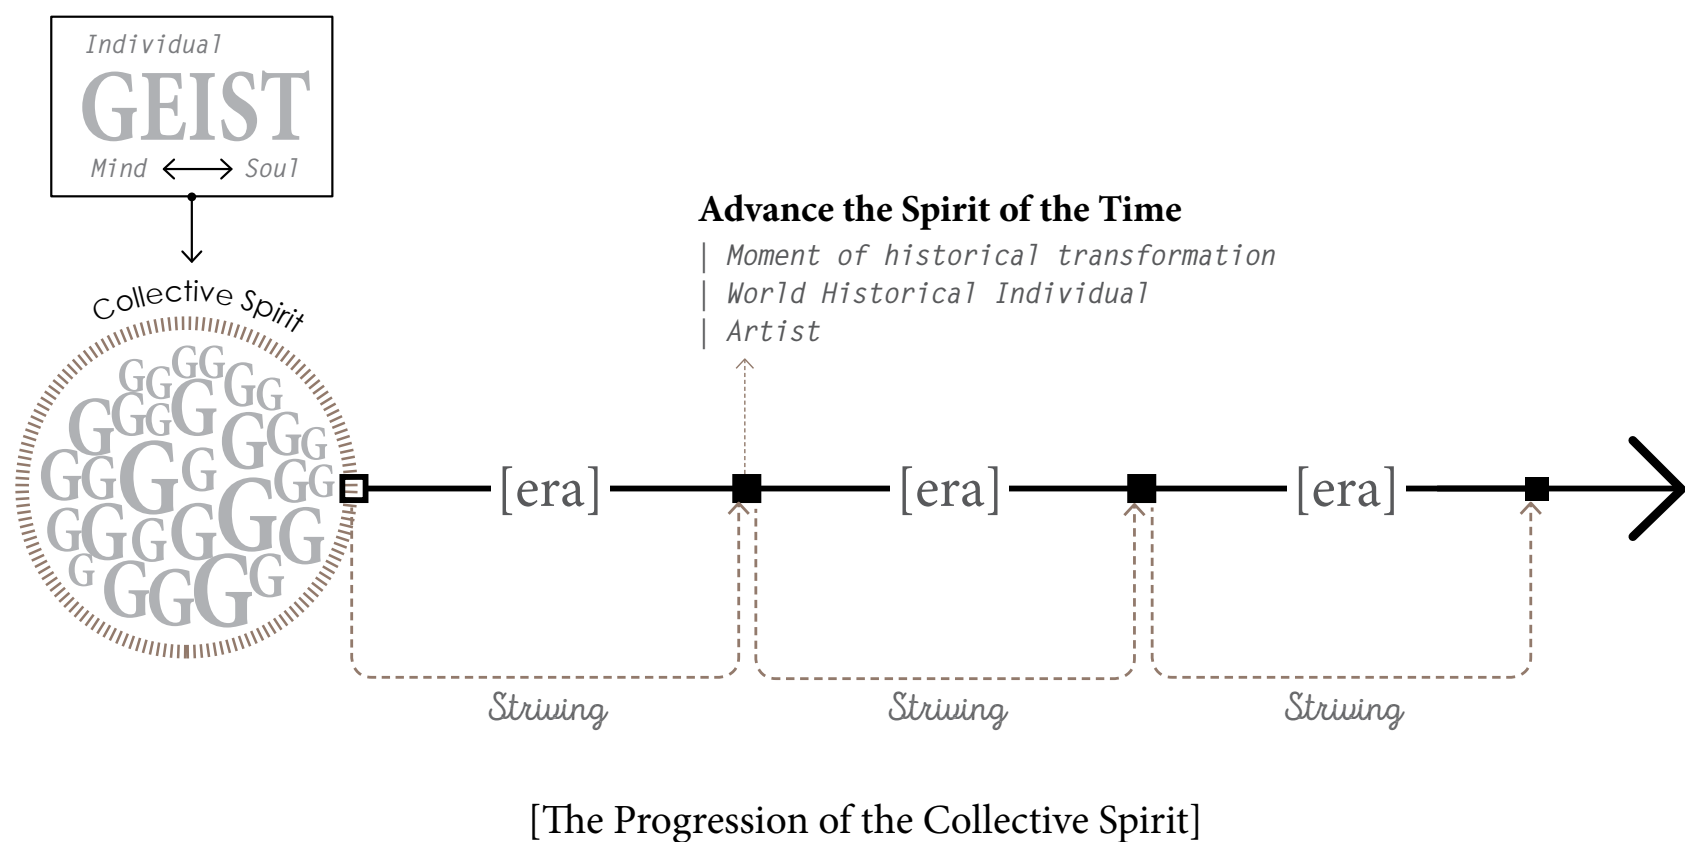 Individual
GEIST
Mind Soul
Collective Spirit
G G G G G G G G G G G G G G G G G G G G G G G G G G G G G G
Advance the Spirit of the Time
| Moment of historical transformation
| World Historical Individual
| Artist
[era] [era] [era]
Striving Striving Striving
[The Progression of the Collective Spirit]